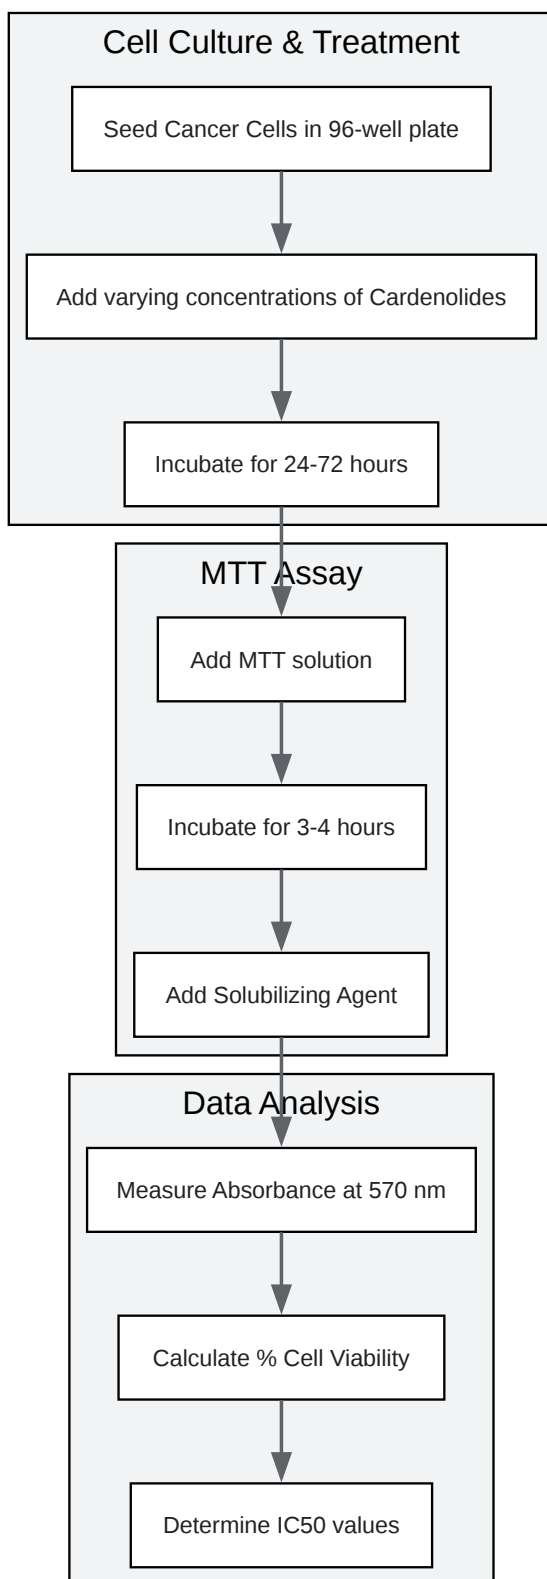 Cell Culture & Treatment
Seed Cancer Cells in 96-well plate
Add varying concentrations of Cardenolides
Incubate for 24-72 hours
MTT Assay
Add MTT solution
Incubate for 3-4 hours
Add Solubilizing Agent
Data Analysis
Measure Absorbance at 570 nm
Calculate % Cell Viability
Determine IC50 values